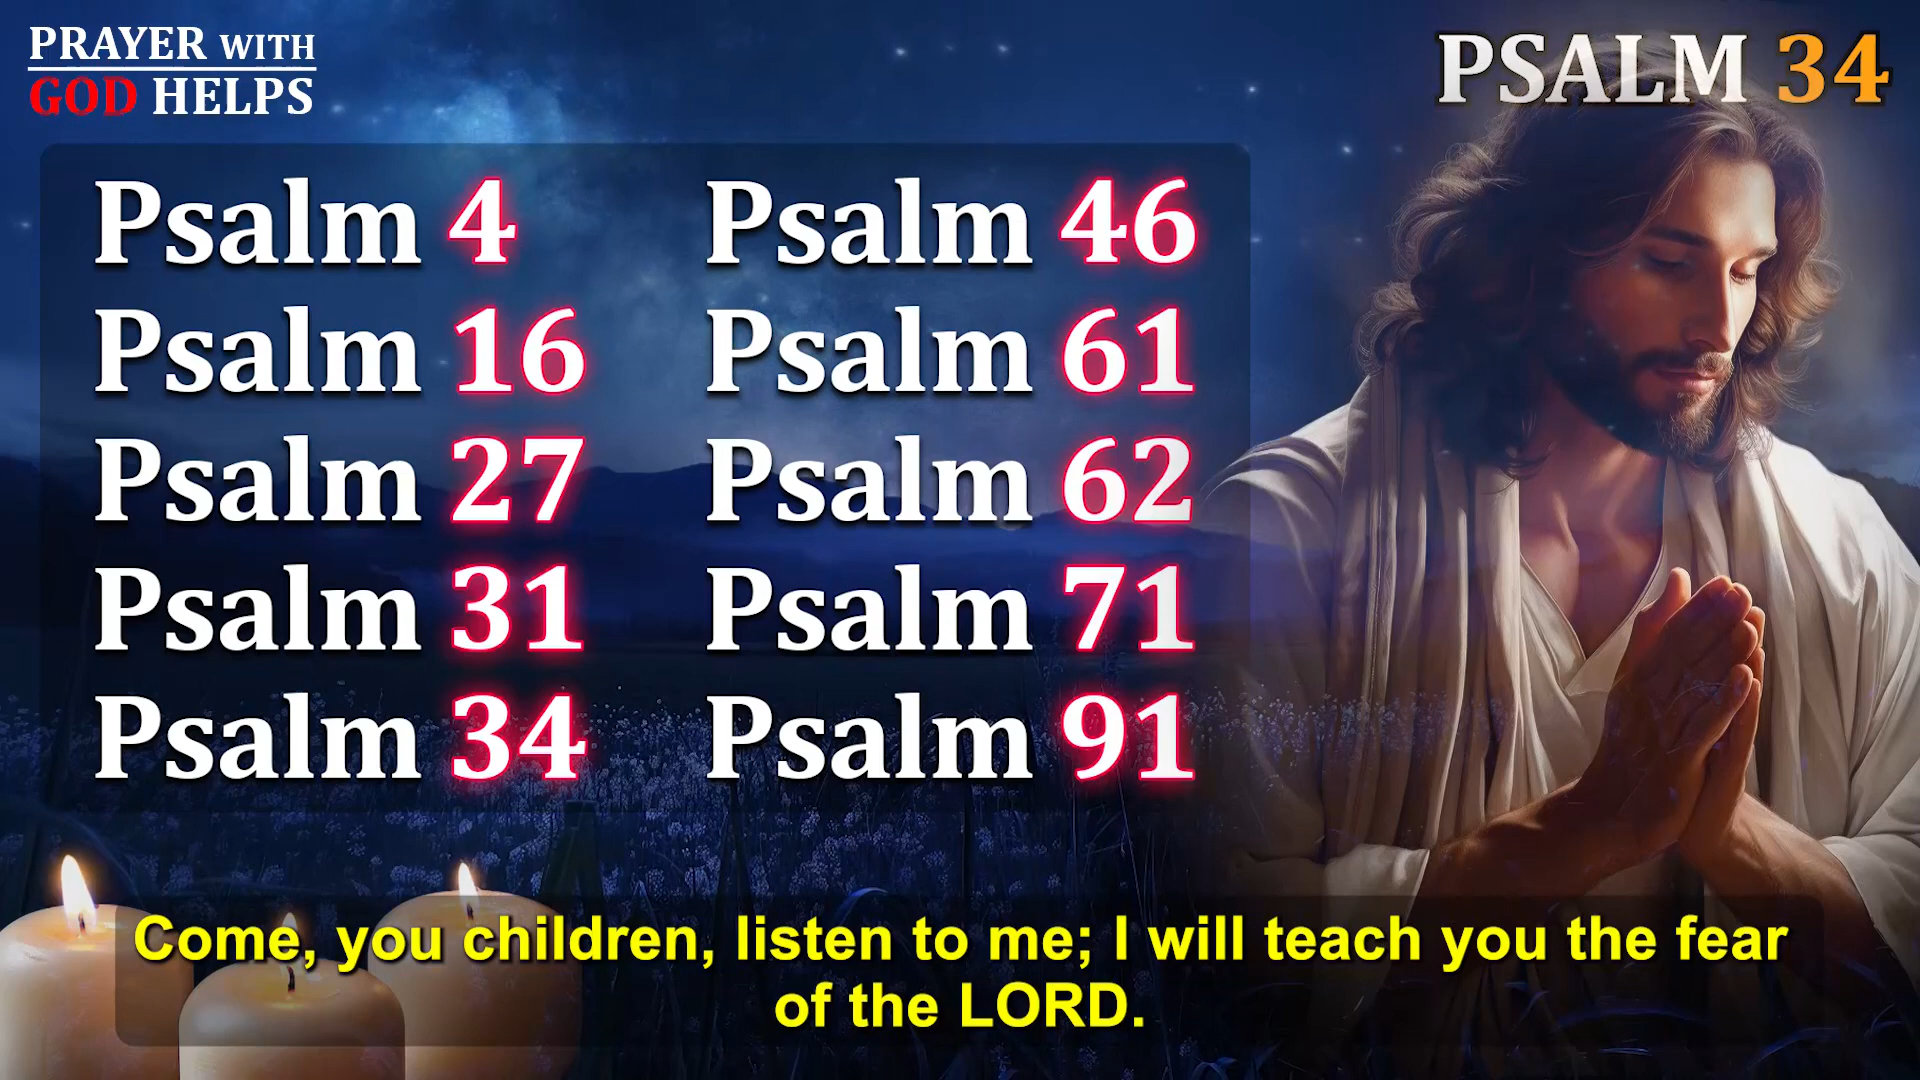 PRAYER WITH
GOD HELPS
PSALM 34
Psalm 4
Psalm 16
Psalm 27
Psalm 31
Psalm 34
Psalm 46
Psalm 61
Psalm 62
Psalm 71
Psalm 91
Come, you children, listen to me; I will teach you the fear
of the LORD.